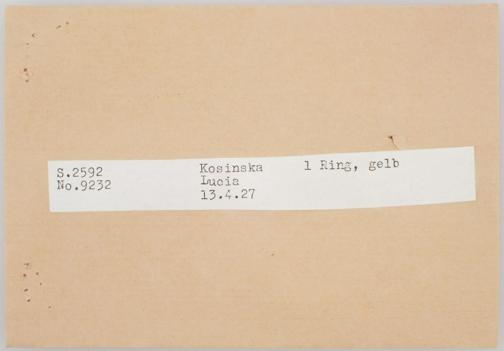 S.2592 Kosinska 1 Ring, gelb
No.9232 Lucia
13.4.27